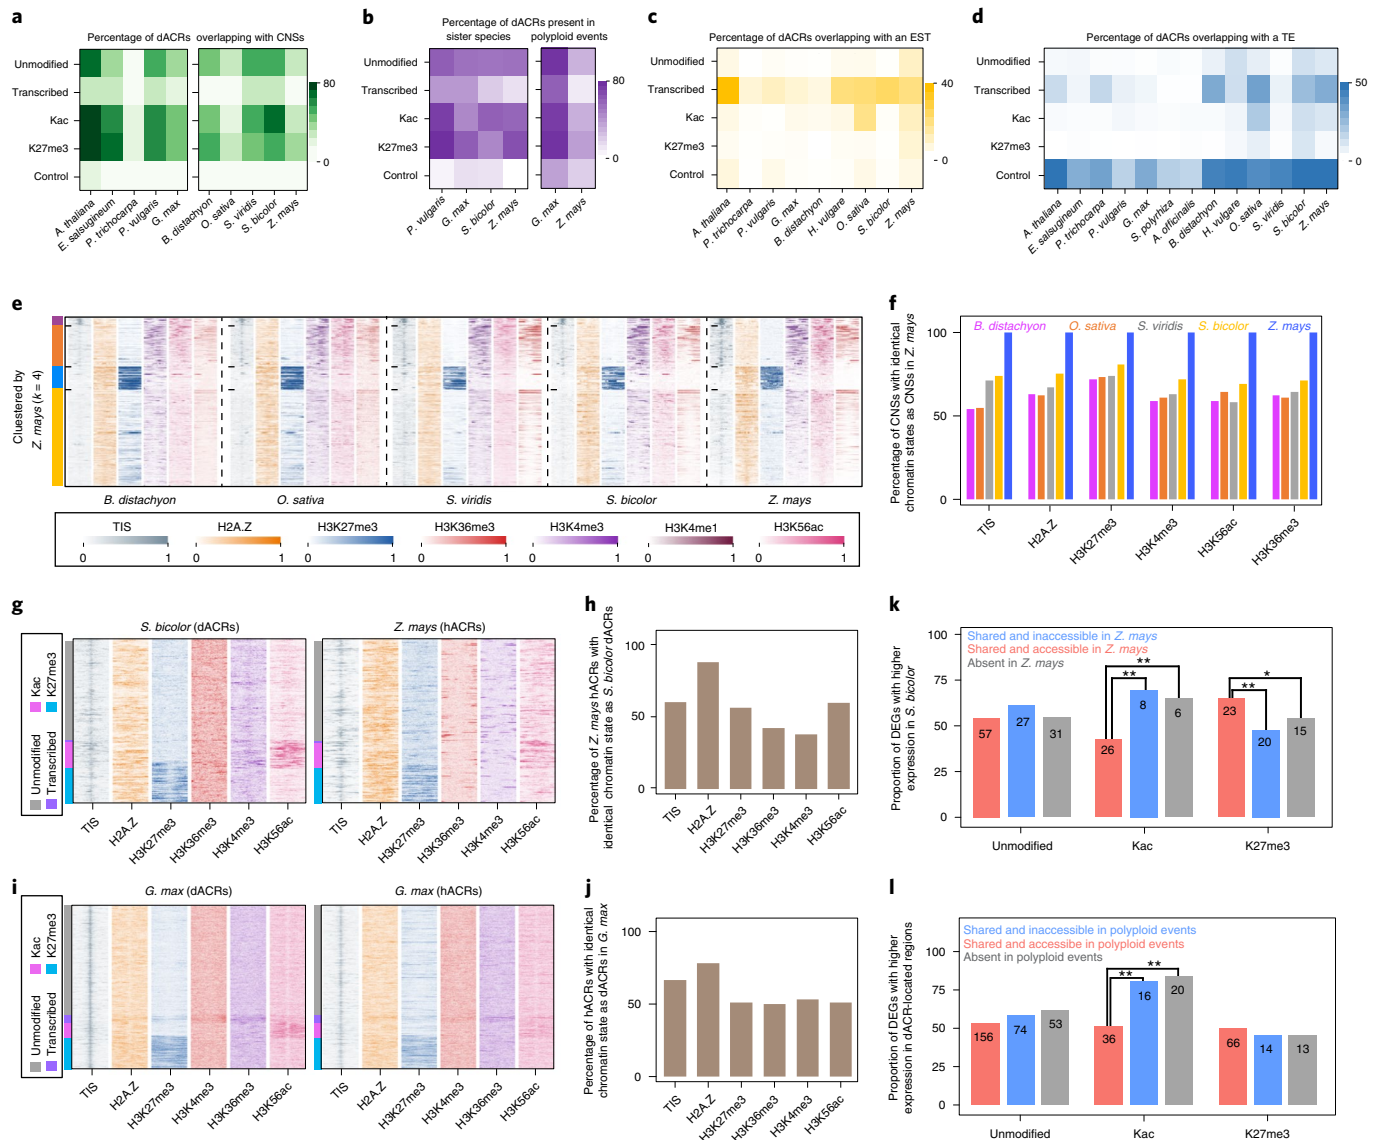 a
Percentage of dACRs overlapping with CNSs
Unmodified
Transcribed
Kac
K27me3
Control
A. thaliana
E. salsugineum
P. trichocarpa
P. vulgaris
G. max
B. distachyon
O. sativa
S. viridis
S. bicolor
Z. mays
80
0
b
Percentage of dACRs present in
sister species
polyploid events
Unmodified
Transcribed
Kac
K27me3
Control
P. vulgaris
G. max
S. bicolor
Z. mays
G. max
Z. mays
80
0
c
Percentage of dACRs overlapping with an EST
Unmodified
Transcribed
Kac
K27me3
Control
A. thaliana
P. trichocarpa
P. vulgaris
G. max
B. distachyon
H. vulgare
O. sativa
S. bicolor
Z. mays
40
0
d
Percentage of dACRs overlapping with a TE
Unmodified
Transcribed
Kac
K27me3
Control
A. thaliana
E. salsugineum
P. trichocarpa
P. vulgaris
G. max
S. polyrhiza
A. officinalis
B. distachyon
H. vulgare
O. sativa
S. viridis
S. bicolor
Z. mays
50
0
e
Cluestered by
Z. mays (k = 4)
B. distachyon
O. sativa
S. viridis
S. bicolor
Z. mays
TIS
H2A.Z
H3K27me3
H3K36me3
H3K4me3
H3K4me1
H3K56ac
0 1
0 1
0 1
0 1
0 1
0 1
0 1
f
Percentage of CNSs with identical
chromatin states as CNSs in Z. mays
100
50
0
B. distachyon
O. sativa
S. viridis
S. bicolor
Z. mays
TIS
H2A.Z
H3K27me3
H3K4me3
H3K56ac
H3K36me3
g
Kac
K27me3
Unmodified
Transcribed
S. bicolor (dACRs)
Z. mays (hACRs)
TIS
H2A.Z
H3K27me3
H3K36me3
H3K4me3
H3K56ac
TIS
H2A.Z
H3K27me3
H3K36me3
H3K4me3
H3K56ac
h
Percentage of Z. mays hACRs with
identical chromatin state as S. bicolor dACRs
100
50
0
TIS
H2A.Z
H3K27me3
H3K36me3
H3K4me3
H3K56ac
k
Proportion of DEGs with higher
expression in S. bicolor
100
75
50
25
0
Shared and inaccessible in Z. mays
Shared and accessible in Z. mays
Absent in Z. mays
57
27
31
26
8
6
23
20
15
**
**
*
**
Unmodified
Kac
K27me3
i
Kac
K27me3
Unmodified
Transcribed
G. max (dACRs)
G. max (hACRs)
TIS
H2A.Z
H3K27me3
H3K4me3
H3K36me3
H3K56ac
TIS
H2A.Z
H3K27me3
H3K4me3
H3K36me3
H3K56ac
j
Percentage of hACRs with identical
chromatin state as dACRs in G. max
100
50
0
TIS
H2A.Z
H3K27me3
H3K36me3
H3K4me3
H3K56ac
l
Proportion of DEGs with higher
expression in dACR-located regions
100
75
50
25
0
Shared and inaccessible in polyploid events
Shared and accessibe in polyploid events
Absent in polyploid events
156
74
53
36
16
20
66
14
13
**
**
Unmodified
Kac
K27me3